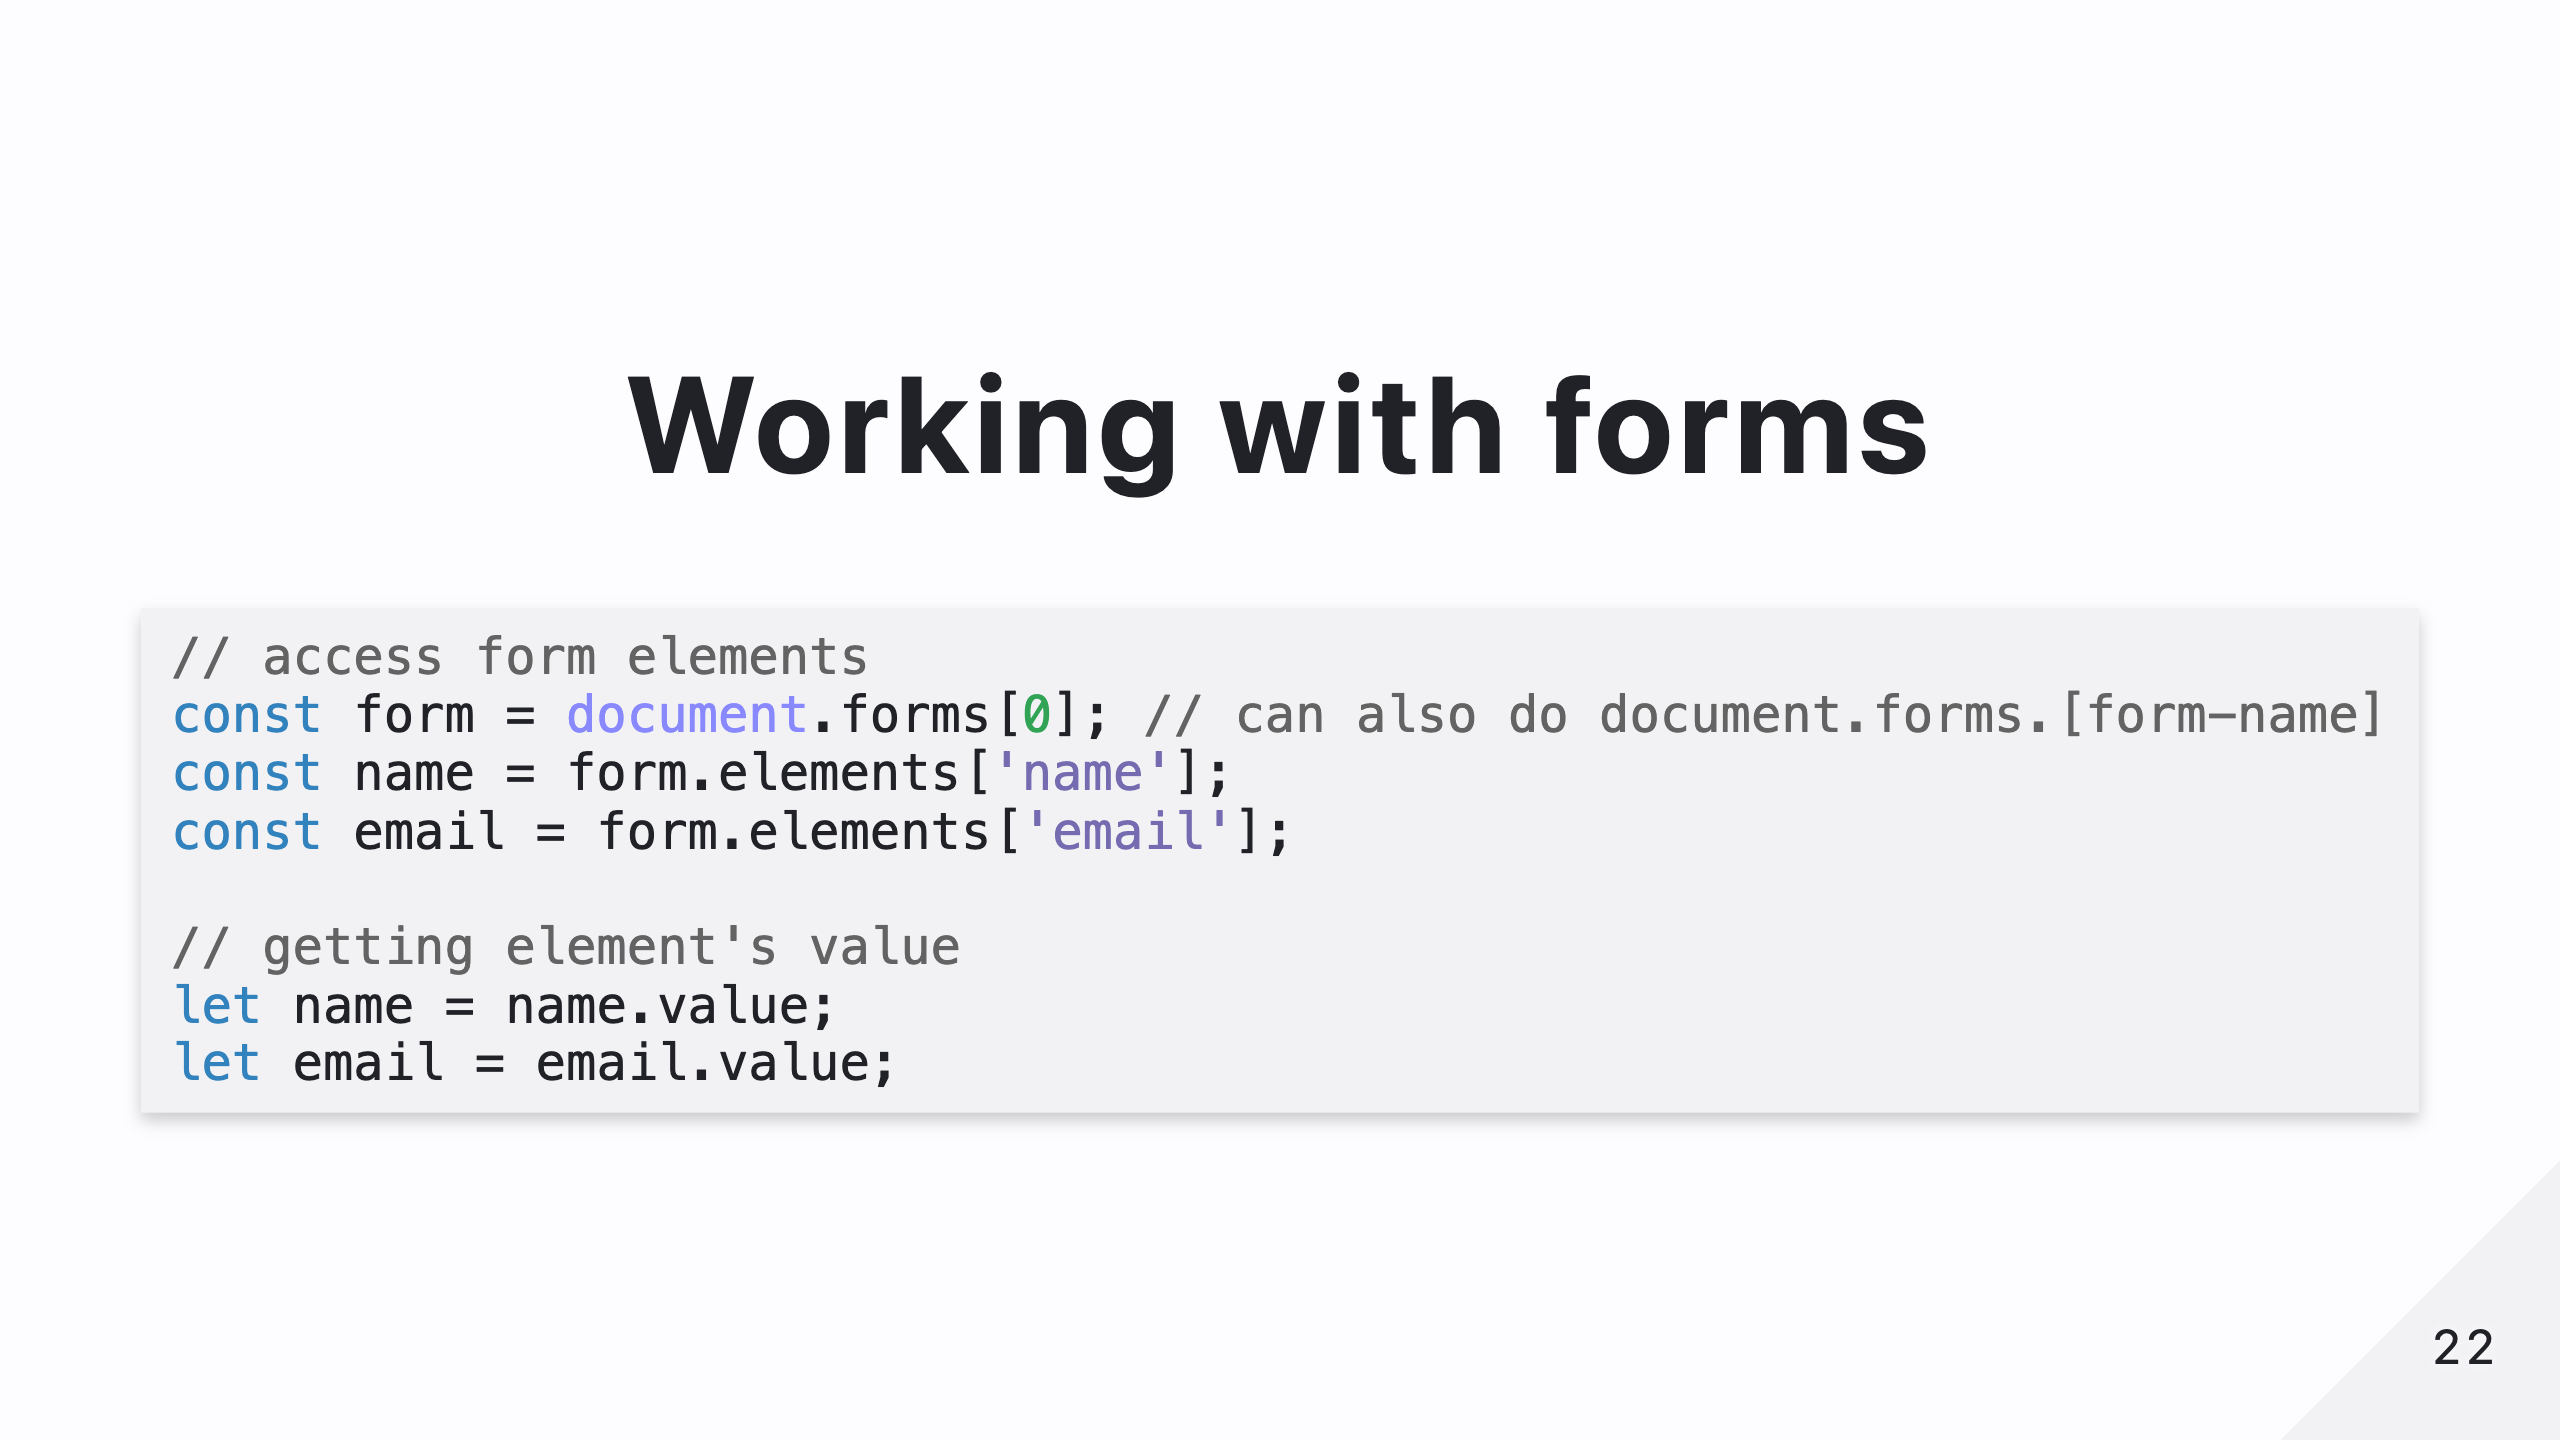 Working with forms
// access form elements
const form = document.forms[0]; // can also do document.forms.[form-name]
const name = form.elements['name'];
const email = form.elements['email'];
// getting element's value
let name = name.value;
let email = email.value;
22